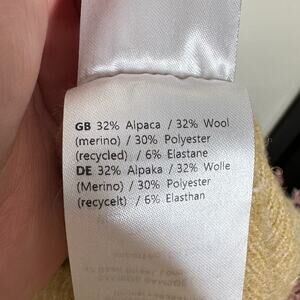 GB 32% Alpaca / 32% Wool
(merino) / 30% Polyester
(recycled) / 6% Elastane
DE 32% Alpaka / 32% Wolle
(Merino) / 30% Polyester
(recycelt) / 6% Elasthan